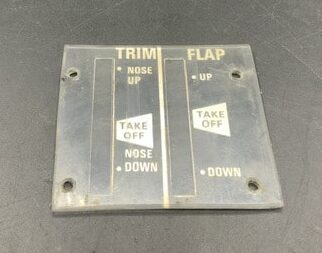 TRIM FLAP
NOSE
UP
TAKE
OFF
NOSE
DOWN
UP
TAKE
OFF
DOWN